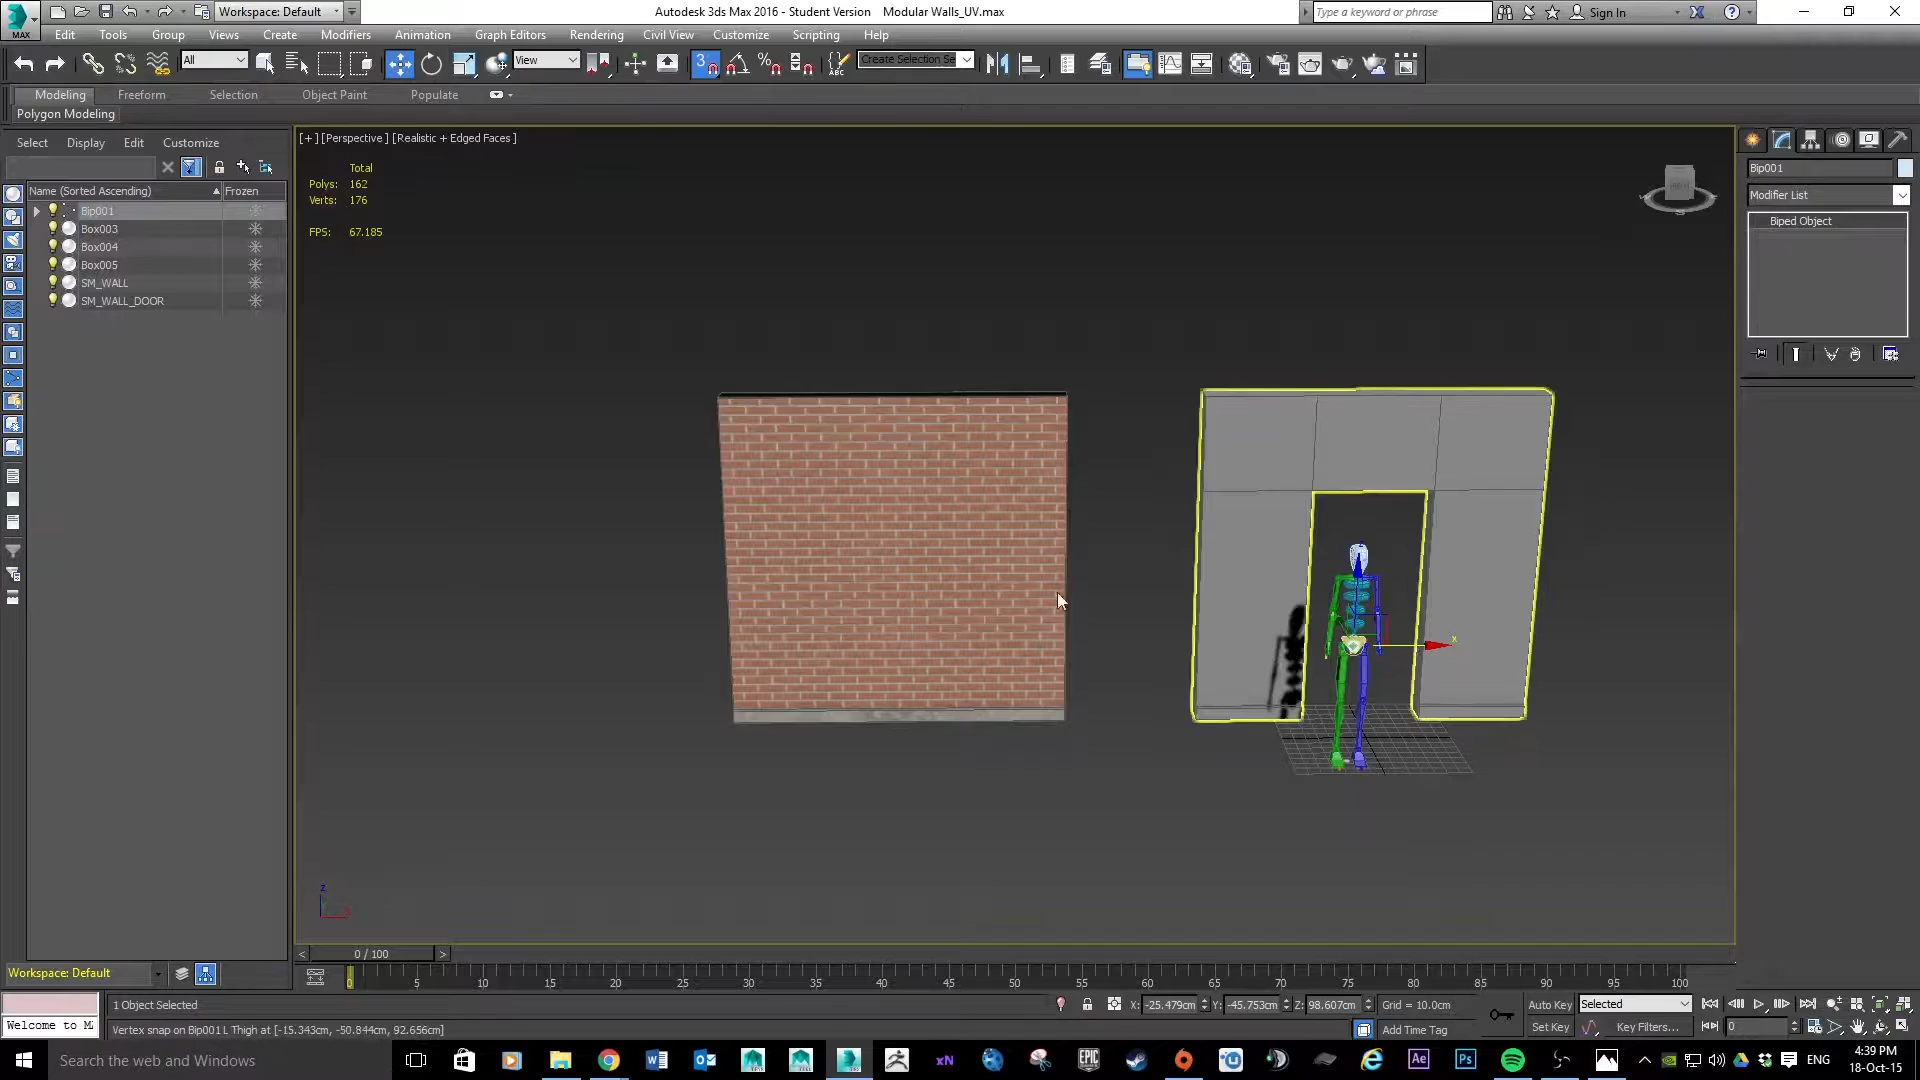 Workspace: Default
Autodesk 3ds Max 2016 - Student Version Modular Walls_UV.max
Type a keyword or phrase
Sign In
MAX
Edit Tools Group Views Create Modifiers Animation Graph Editors Rendering Civil View Customize Scripting Help
All
View
3
ABC
Create Selection Se
Modeling Freeform Selection Object Paint Populate
Polygon Modeling
Select Display Edit Customize
Name (Sorted Ascending) Frozen
Bip001
Box003
Box004
Box005
SM_WALL
SM_WALL_DOOR
[+] [Perspective] [Realistic + Edged Faces]
Total
Polys: 162
Verts: 176
FPS: 67.185
x
z
Bip001
Modifier List
Biped Object
Workspace: Default
< 0 / 100 >
0 5 10 15 20 25 30 35 40 45 50 55 60 65 70 75 80 85 90 95 100
1 Object Selected
X: -25.479cm Y: -45.753cm Z: 98.607cm Grid = 10.0cm
Auto Key Selected
Welcome to M
Vertex snap on Bip001 L Thigh at [-15.343cm, -50.844cm, 92.656cm]
Add Time Tag
Set Key Key Filters...
0
Search the web and Windows
xN
EPIC
Ae
Ps
ENG
4:39 PM
18-Oct-15